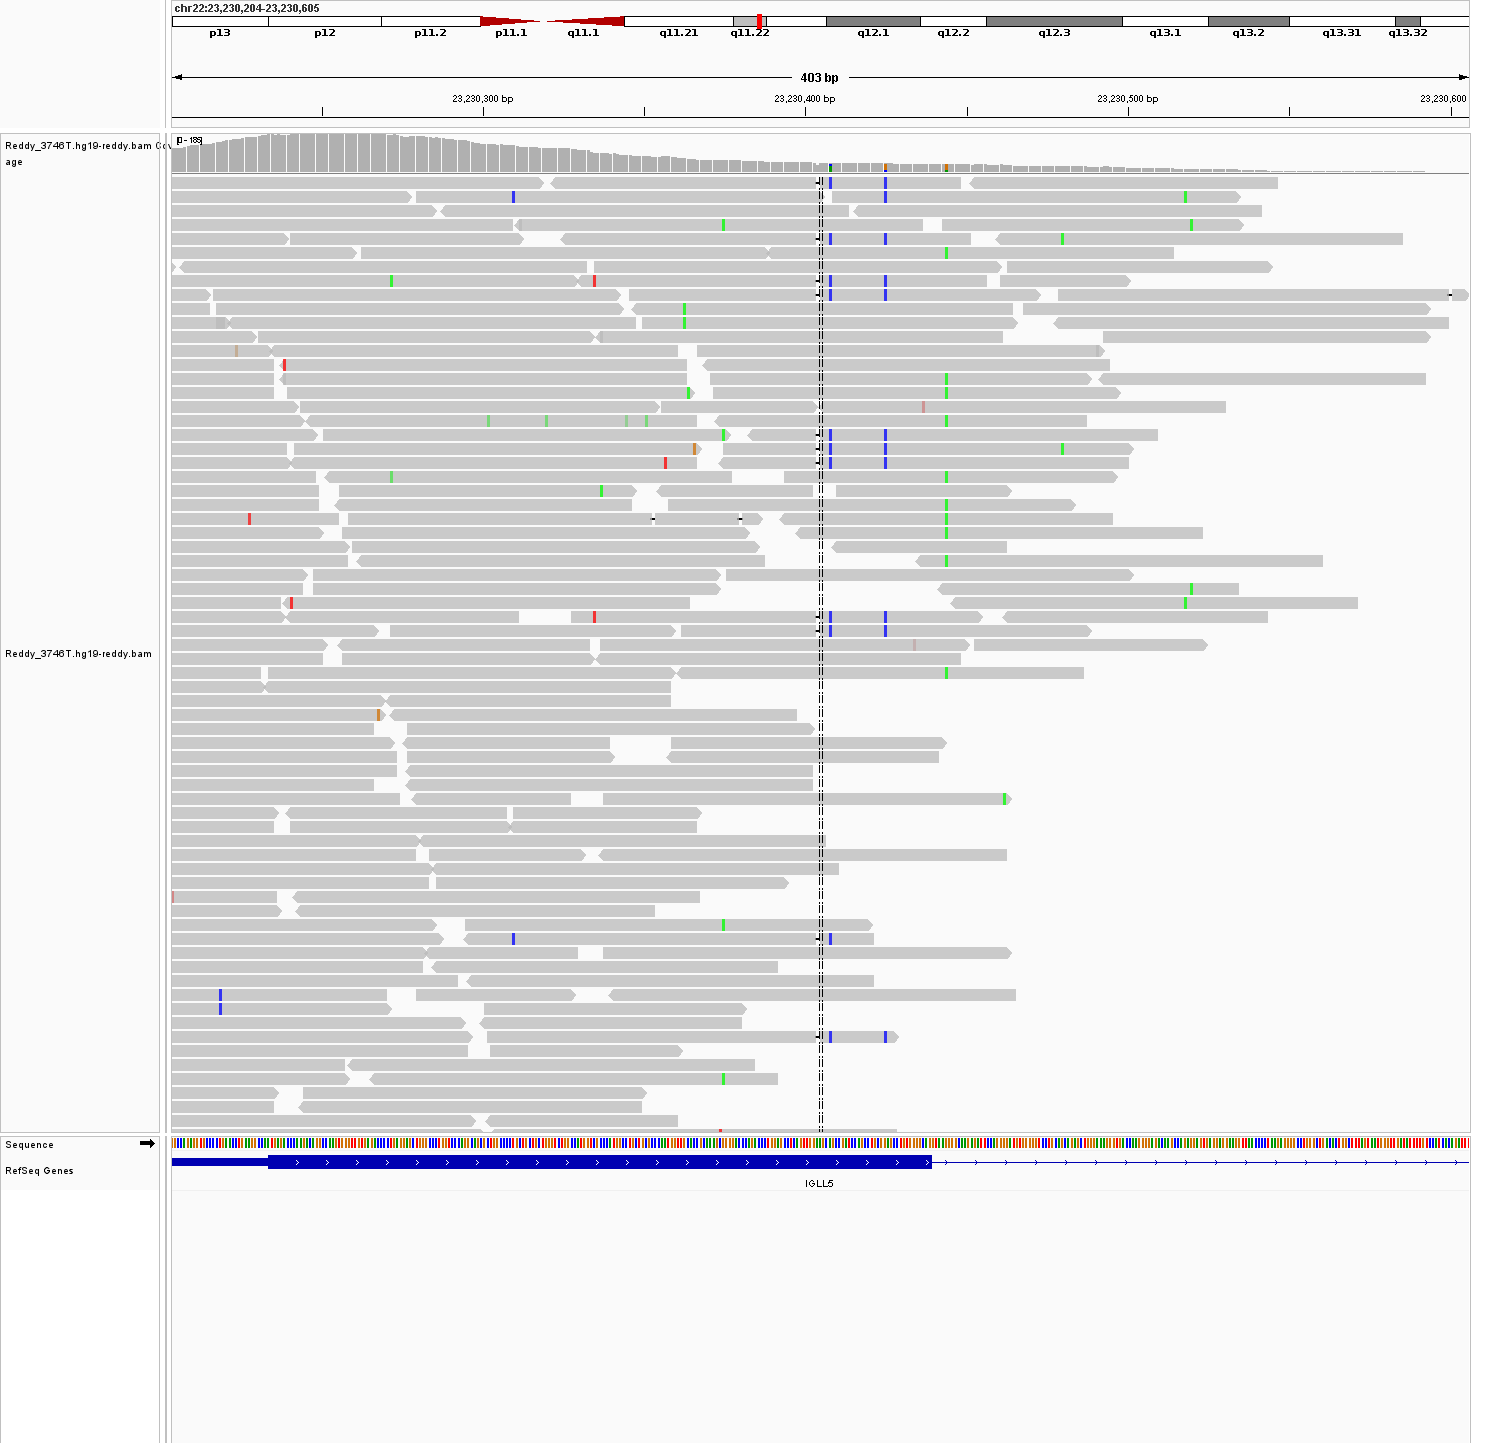 chr22:23,230,204-23,230,605
p13 p12 p11.2 p11.1 q11.1 q11.21 q11.22 q12.1 q12.2 q12.3 q13.1 q13.2 q13.31 q13.32
403 bp
23,230,300 bp 23,230,400 bp 23,230,500 bp 23,230,600
[0 - 185]
Reddy_3746T.hg19-reddy.bam Cov
age
Reddy_3746T.hg19-reddy.bam
Sequence
RefSeq Genes
IGLL5